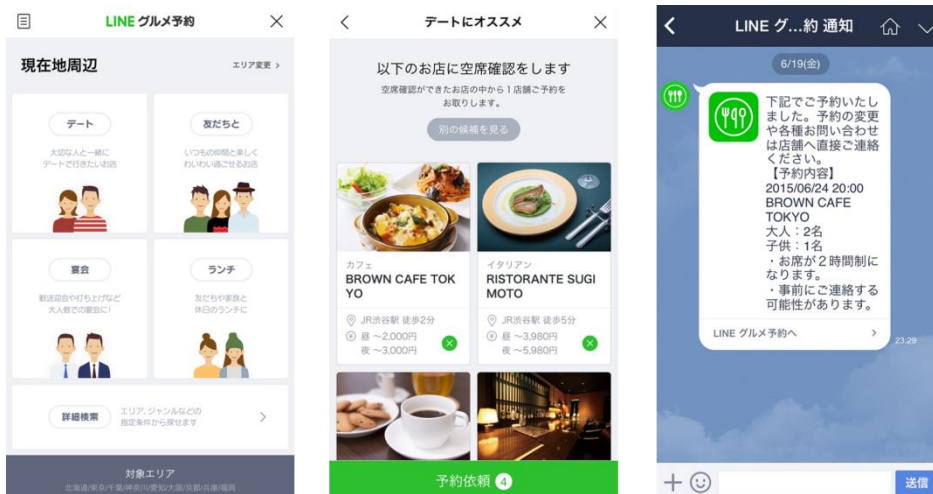 LINE グルメ予約
現在地周辺
エリア変更 >
デート
大切な人と一緒に
デートで行きたいお店
友だちと
いつもの仲間と楽しく
わいわい過ごせるお店
宴会
歓送迎会や打ち上げなど
大人数での宴会に!
ランチ
友だちや家族と
休日のランチに
詳細検索
エリア、ジャンルなどの
指定条件から探せます
対象エリア
北海道/東京/千葉/神奈川/愛知/大阪/京都/兵庫/福岡
デートにオススメ
以下のお店に空席確認をします
空席確認ができたお店の中から1店舗ご予約を
お取りします。
別の候補を見る
カフェ
BROWN CAFE TOK
YO
JR渋谷駅 徒歩2分
昼 ~2,000円
夜 ~3,000円
イタリアン
RISTORANTE SUGI
MOTO
JR渋谷駅 徒歩5分
昼 ~3,980円
夜 ~5,980円
予約依頼 4
LINE グ...約 通知
6/19(金)
下記でご予約いたし
ました。予約の変更
や各種お問い合わせ
は店舗へ直接ご連絡
ください。
【予約内容】
2015/06/24 20:00
BROWN CAFE
TOKYO
大人:2名
子供:1名
・お席が2時間制に
なります。
・事前にご連絡する
可能性があります。
LINE グルメ予約へ
23:29
送信